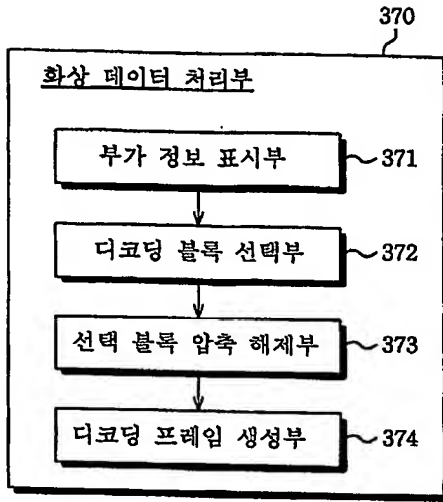 370
화상 데이터 처리부
부가 정보 표시부 371
디코딩 블록 선택부 372
선택 블록 압축 해제부 373
디코딩 프레임 생성부 374